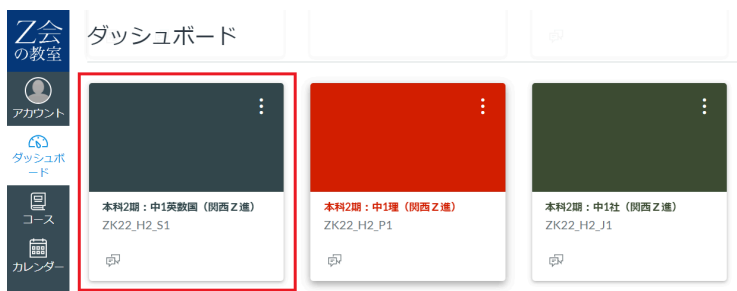 Z会
の教室
ダッシュボード
アカウント
ダッシュボ
ード
コース
カレンダー
本科2期：中1英数国（関西Ｚ進）
ZK22_H2_S1
本科2期：中1理（関西Ｚ進）
ZK22_H2_P1
本科2期：中1社（関西Ｚ進）
ZK22_H2_J1